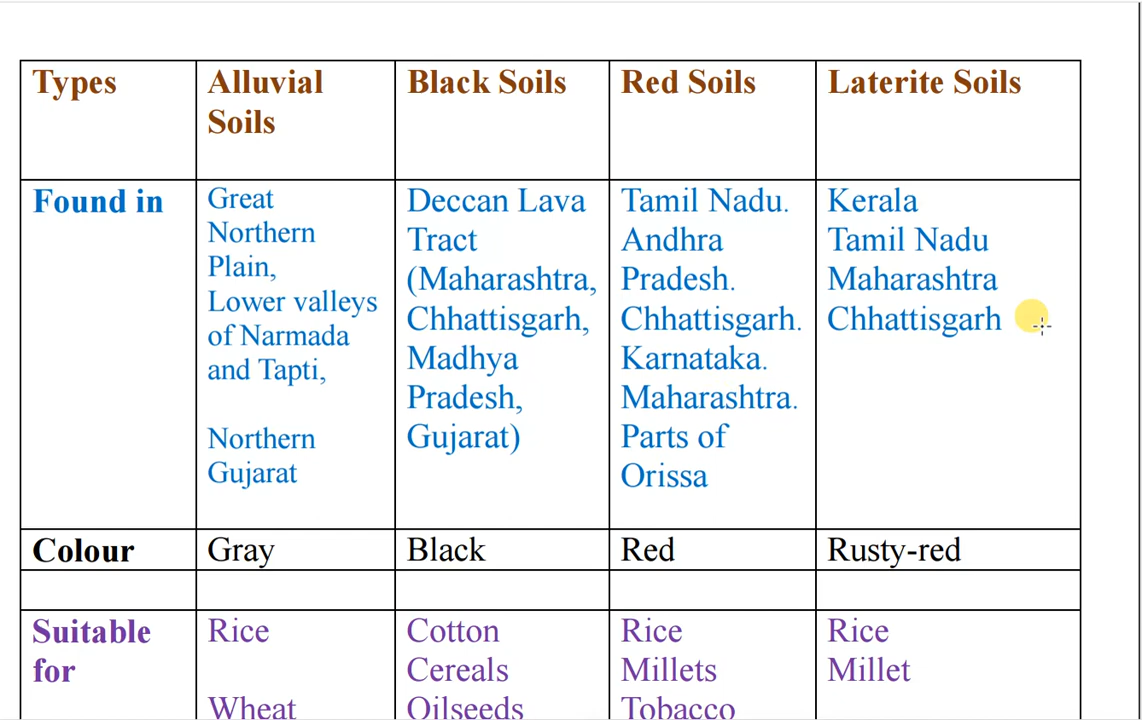 Types
Alluvial
Soils
Black Soils
Red Soils
Laterite Soils
Found in
Great
Northern
Plain,
Lower valleys
of Narmada
and Tapti,
Northern
Gujarat
Deccan Lava
Tract
(Maharashtra,
Chhattisgarh,
Madhya
Pradesh,
Gujarat)
Tamil Nadu.
Andhra
Pradesh.
Chhattisgarh.
Karnataka.
Maharashtra.
Parts of
Orissa
Kerala
Tamil Nadu
Maharashtra
Chhattisgarh
Colour
Gray
Black
Red
Rusty-red
Suitable
for
Rice
Wheat
Cotton
Cereals
Oilseeds
Rice
Millets
Tobacco
Rice
Millet